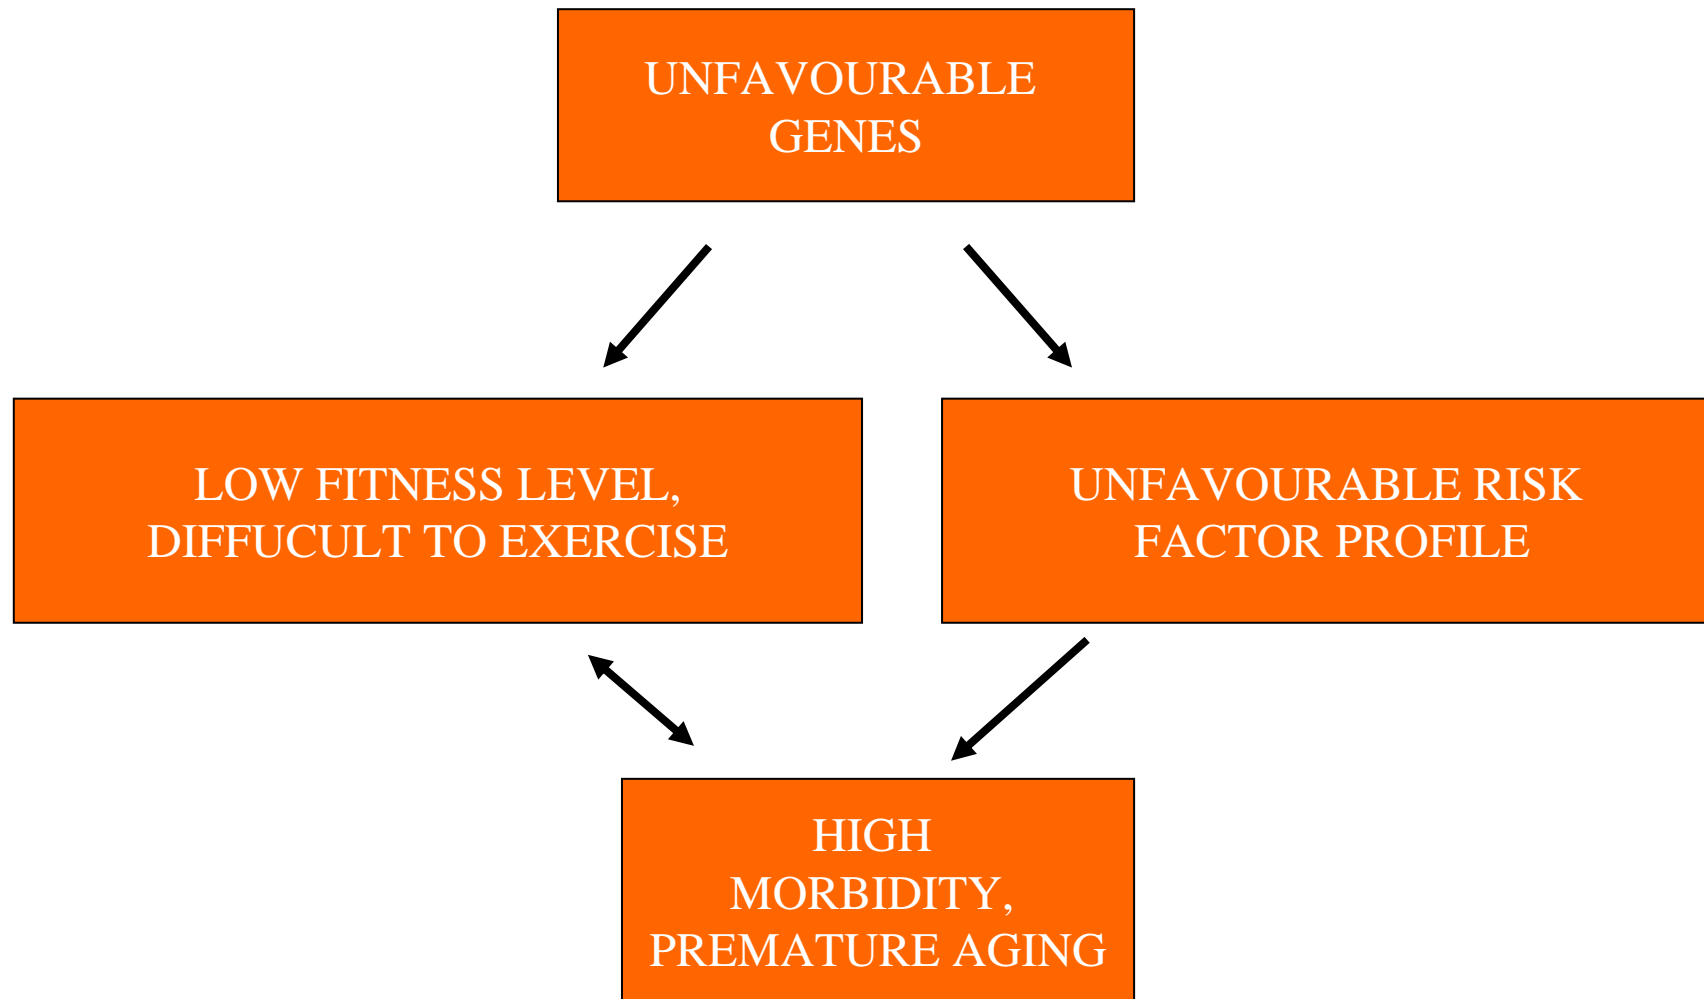 UNFAVOURABLE
GENES
LOW FITNESS LEVEL,
DIFFUCULT TO EXERCISE
UNFAVOURABLE RISK
FACTOR PROFILE
HIGH
MORBIDITY,
PREMATURE AGING